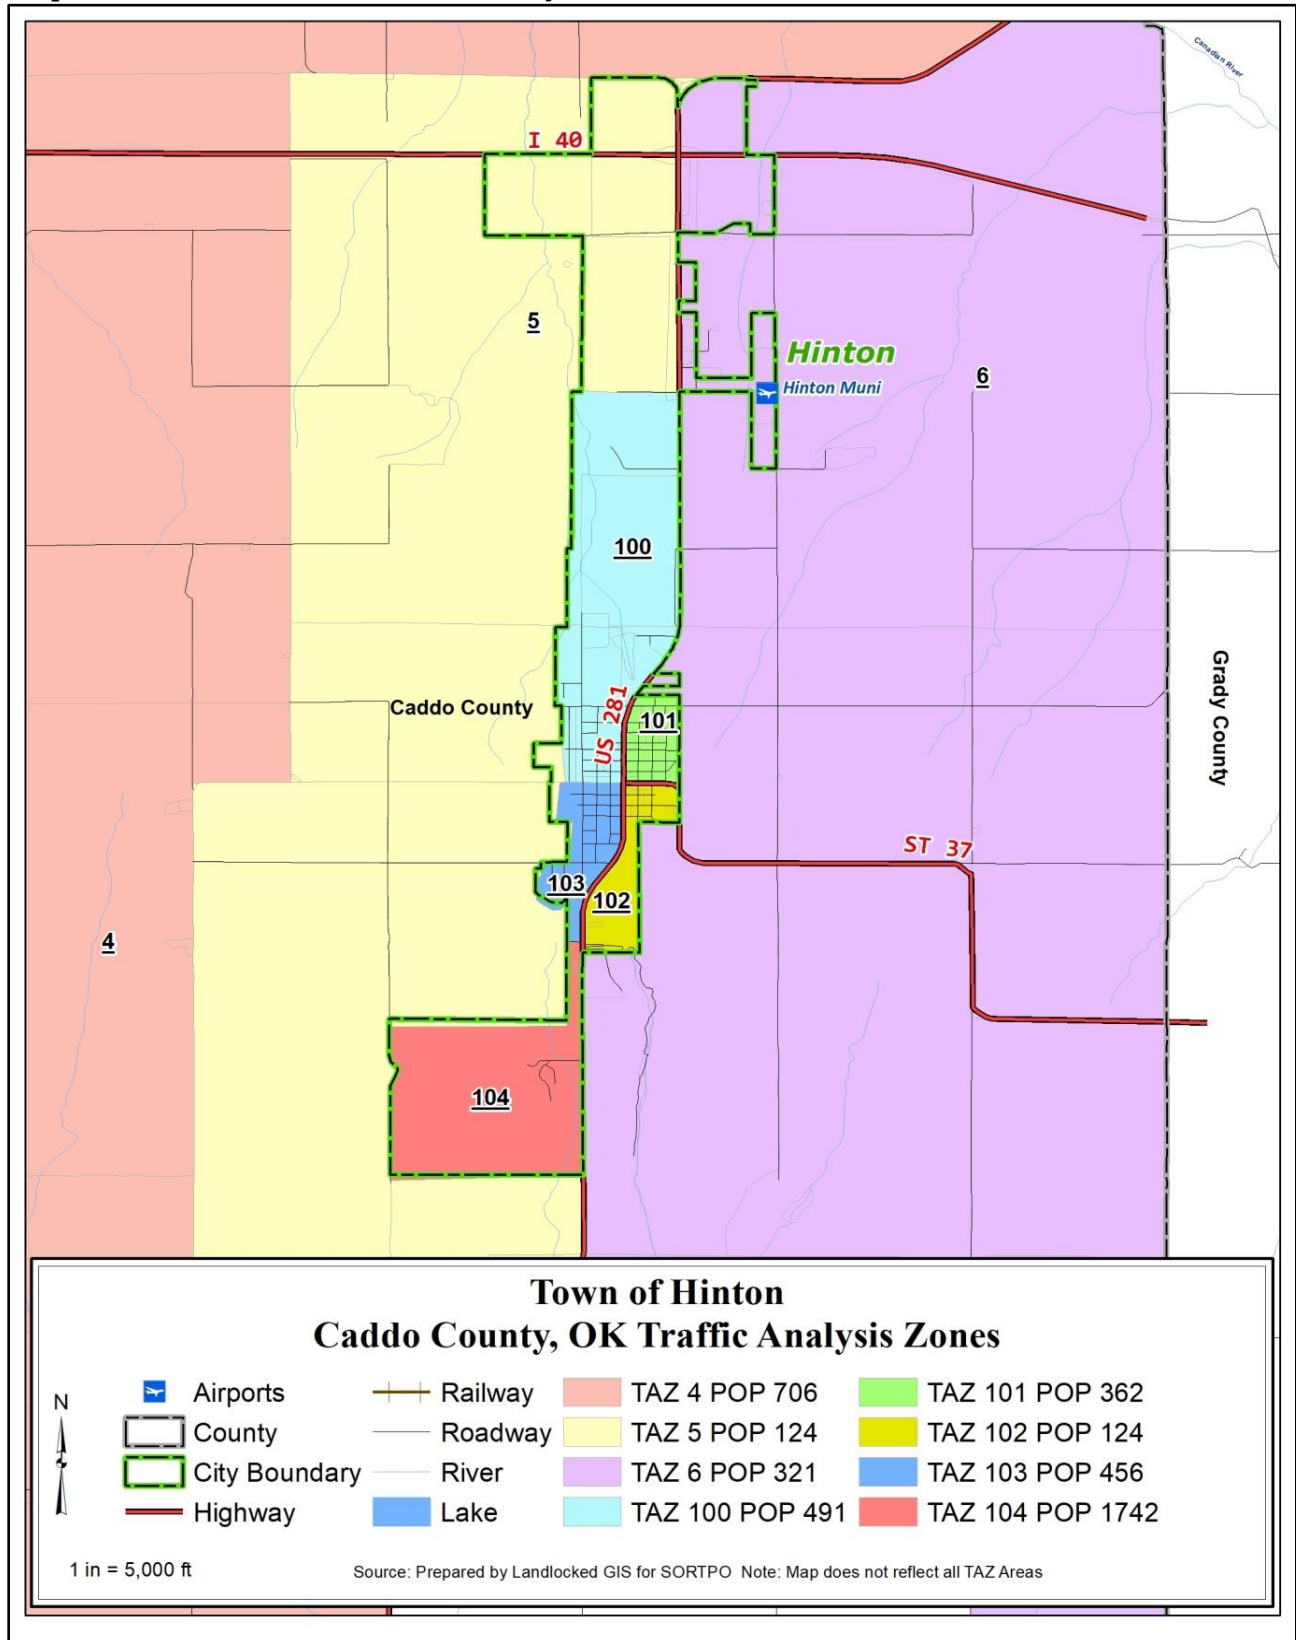 Canadian River
I 40
5
Hinton
Hinton Muni
6
100
Grady County
Caddo County
US 281
101
ST 37
103
102
4
104
Town of Hinton
Caddo County, OK Traffic Analysis Zones
N
Airports
County
City Boundary
Highway
Railway
Roadway
River
Lake
TAZ 4 POP 706
TAZ 5 POP 124
TAZ 6 POP 321
TAZ 100 POP 491
TAZ 101 POP 362
TAZ 102 POP 124
TAZ 103 POP 456
TAZ 104 POP 1742
1 in = 5,000 ft
Source: Prepared by Landlocked GIS for SORTPO Note: Map does not reflect all TAZ Areas